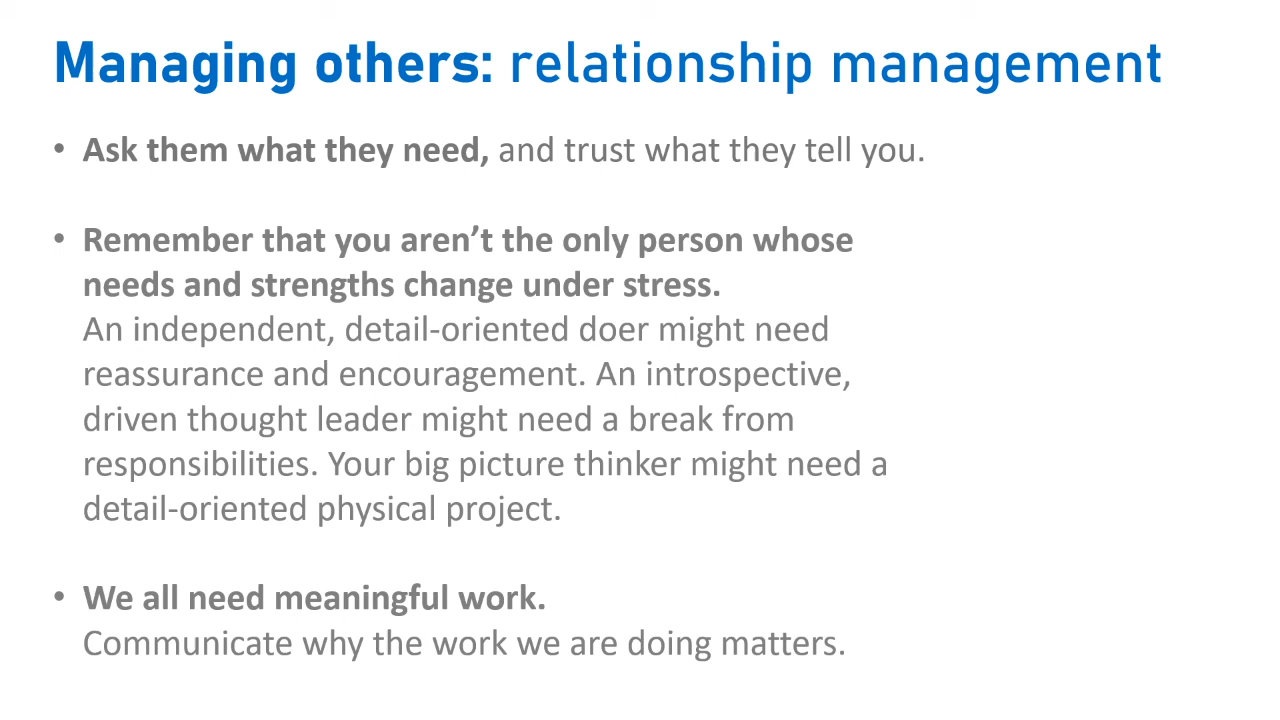 Managing others: relationship management
• Ask them what they need, and trust what they tell you.
• Remember that you aren’t the only person whose
needs and strengths change under stress.
An independent, detail-oriented doer might need
reassurance and encouragement. An introspective,
driven thought leader might need a break from
responsibilities. Your big picture thinker might need a
detail-oriented physical project.
• We all need meaningful work.
Communicate why the work we are doing matters.